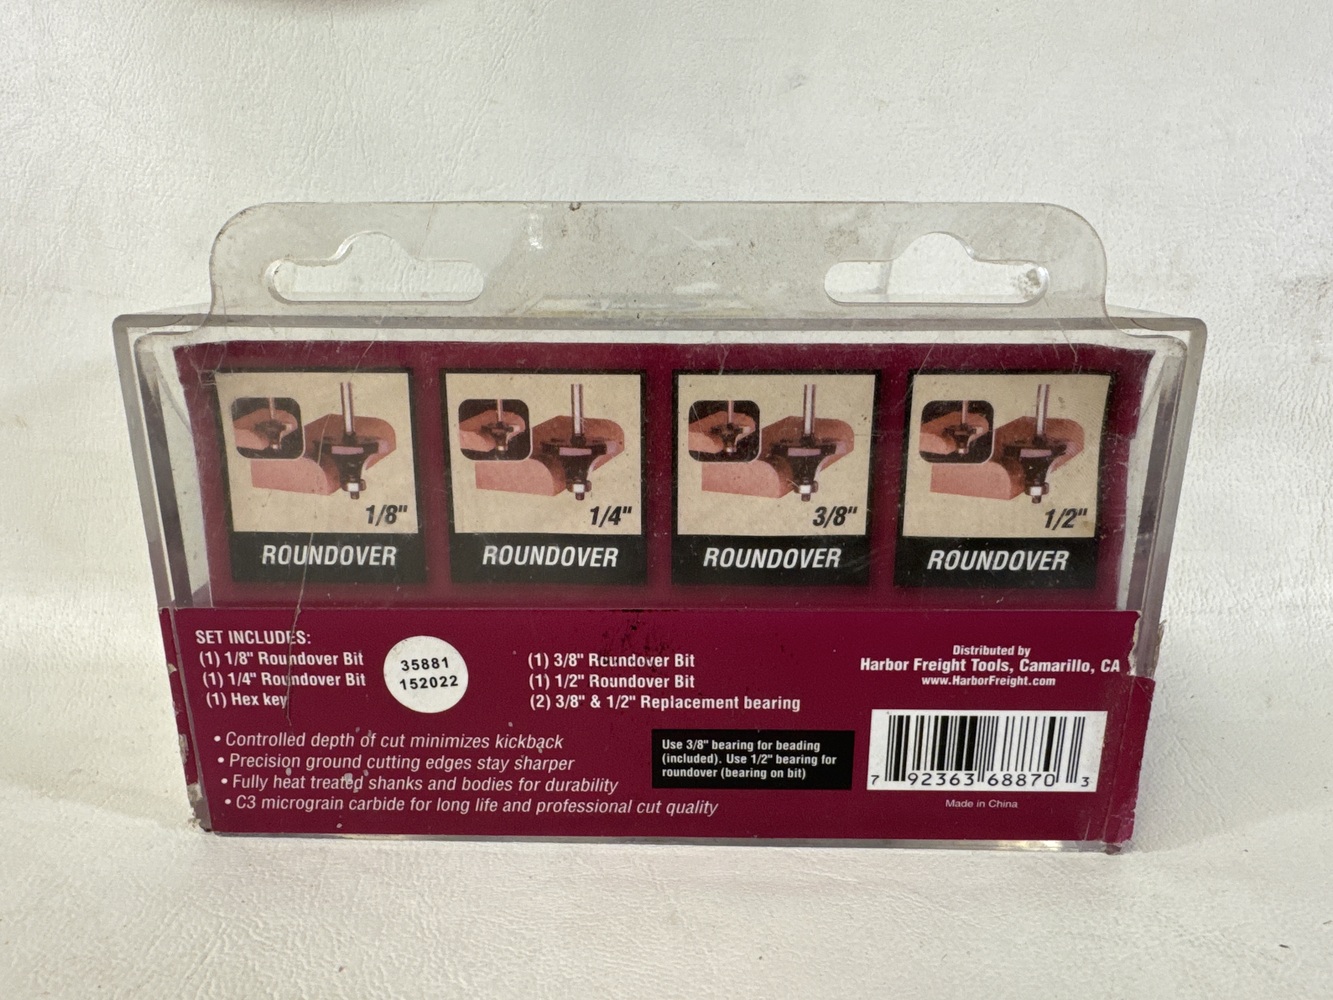 1/8"
ROUNDOVER
1/4"
ROUNDOVER
3/8"
ROUNDOVER
1/2"
ROUNDOVER
SET INCLUDES:
(1) 1/8" Roundover Bit
(1) 1/4" Roundover Bit
(1) Hex key
35881
152022
(1) 3/8" Roundover Bit
(1) 1/2" Roundover Bit
(2) 3/8" & 1/2" Replacement bearing
• Controlled depth of cut minimizes kickback
• Precision ground cutting edges stay sharper
• Fully heat treated shanks and bodies for durability
• C3 micrograin carbide for long life and professional cut quality
Use 3/8" bearing for beading
(included). Use 1/2" bearing for
roundover (bearing on bit)
Distributed by
Harbor Freight Tools, Camarillo, CA
www.HarborFreight.com
7 92363 68870 3
Made in China